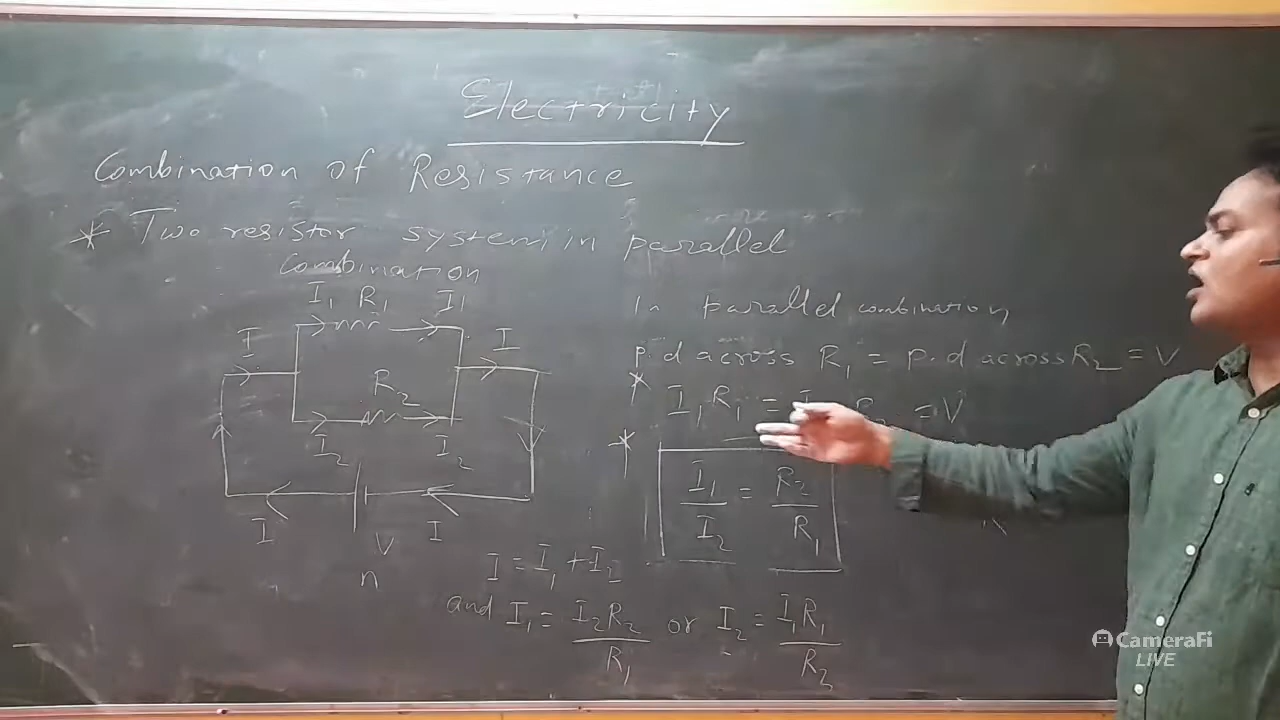 Electricity
Combination of Resistance
* Two resistor system in parallel
Combination
I₁ R₁ I₁
I I
R₂
I₂ I₂
I I
V
n
In parallel combination,
p.d across R₁ = p.d across R₂ = V
* I₁R₁ = = V
* I₁/I₂ = R₂/R₁
I = I₁ + I₂
and I₁ = I₂R₂/R₁ or I₂ = I₁R₁/R₂
CameraFi
LIVE